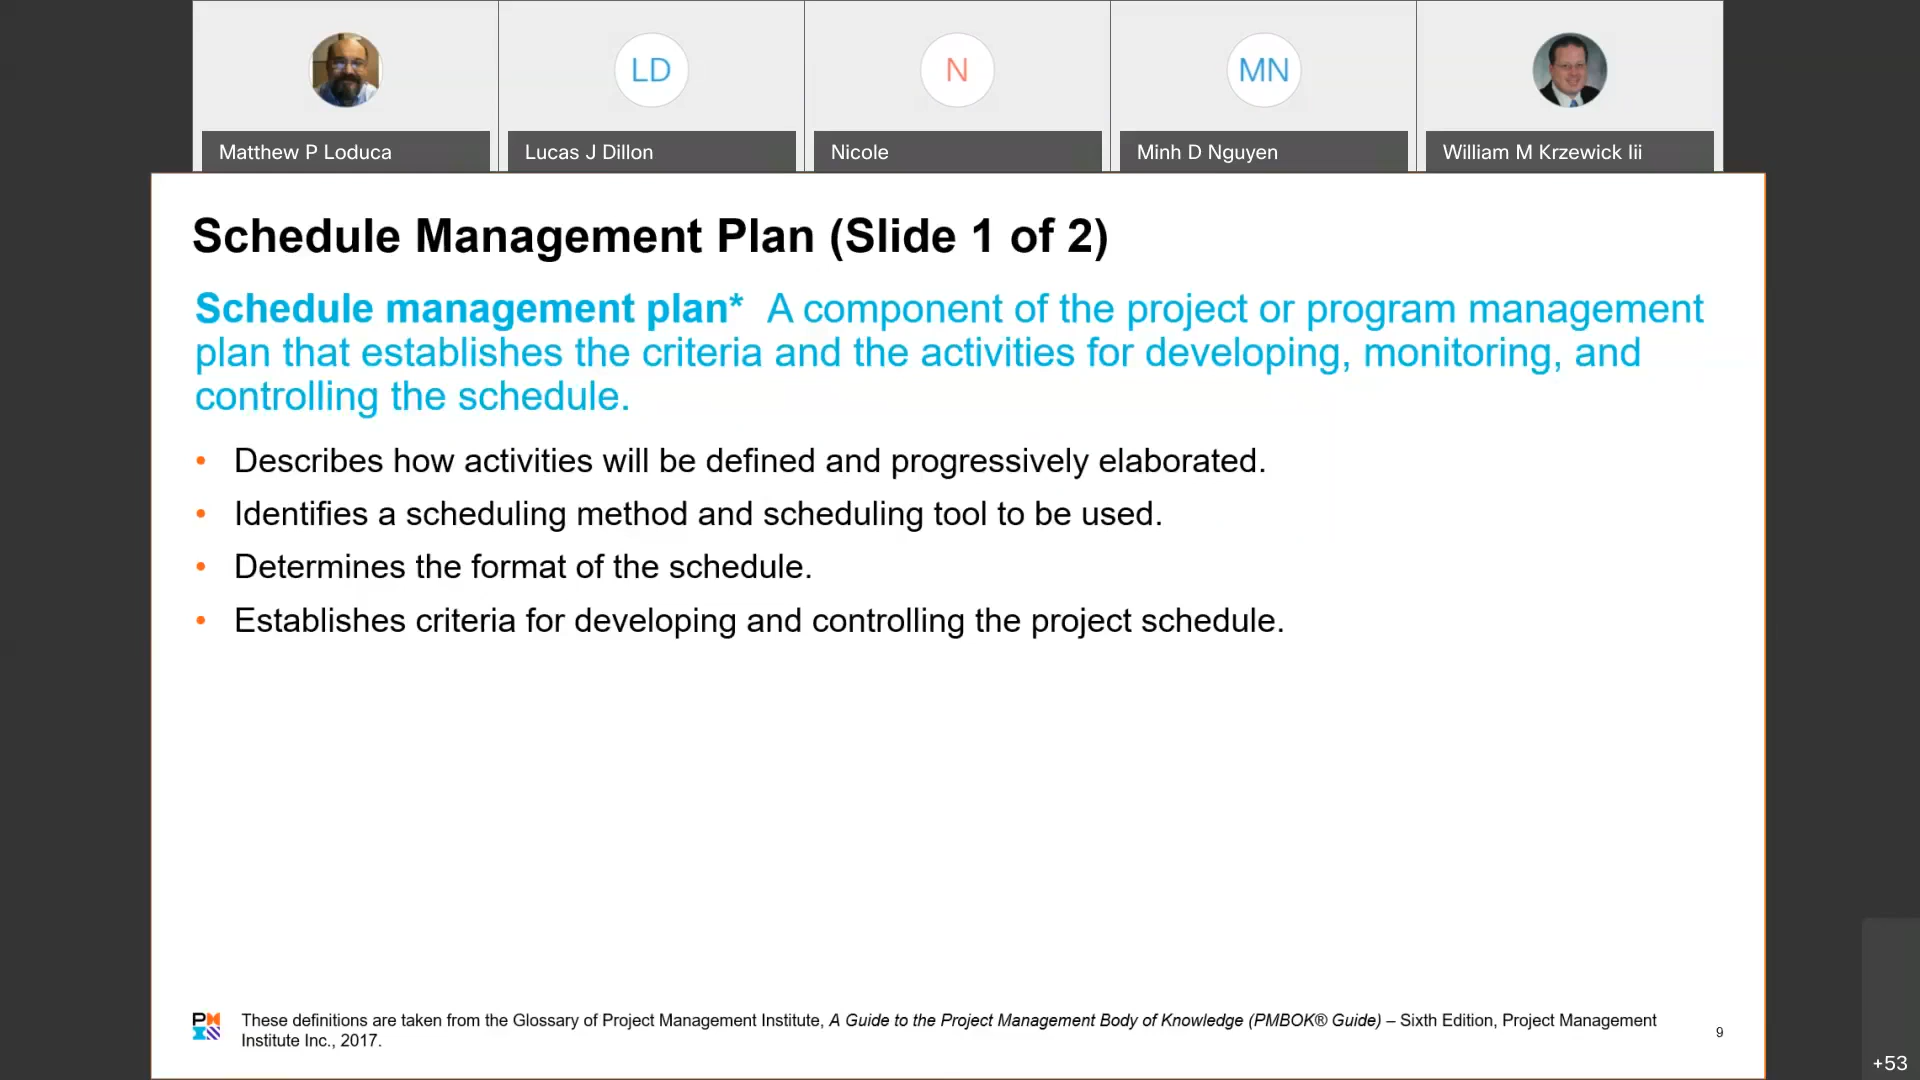 LD
N
MN
Matthew P Loduca
Lucas J Dillon
Nicole
Minh D Nguyen
William M Krzewick Iii
Schedule Management Plan (Slide 1 of 2)
Schedule management plan* A component of the project or program management
plan that establishes the criteria and the activities for developing, monitoring, and
controlling the schedule.
• Describes how activities will be defined and progressively elaborated.
• Identifies a scheduling method and scheduling tool to be used.
• Determines the format of the schedule.
• Establishes criteria for developing and controlling the project schedule.
These definitions are taken from the Glossary of Project Management Institute, A Guide to the Project Management Body of Knowledge (PMBOK® Guide) – Sixth Edition, Project Management
Institute Inc., 2017.
9
+53